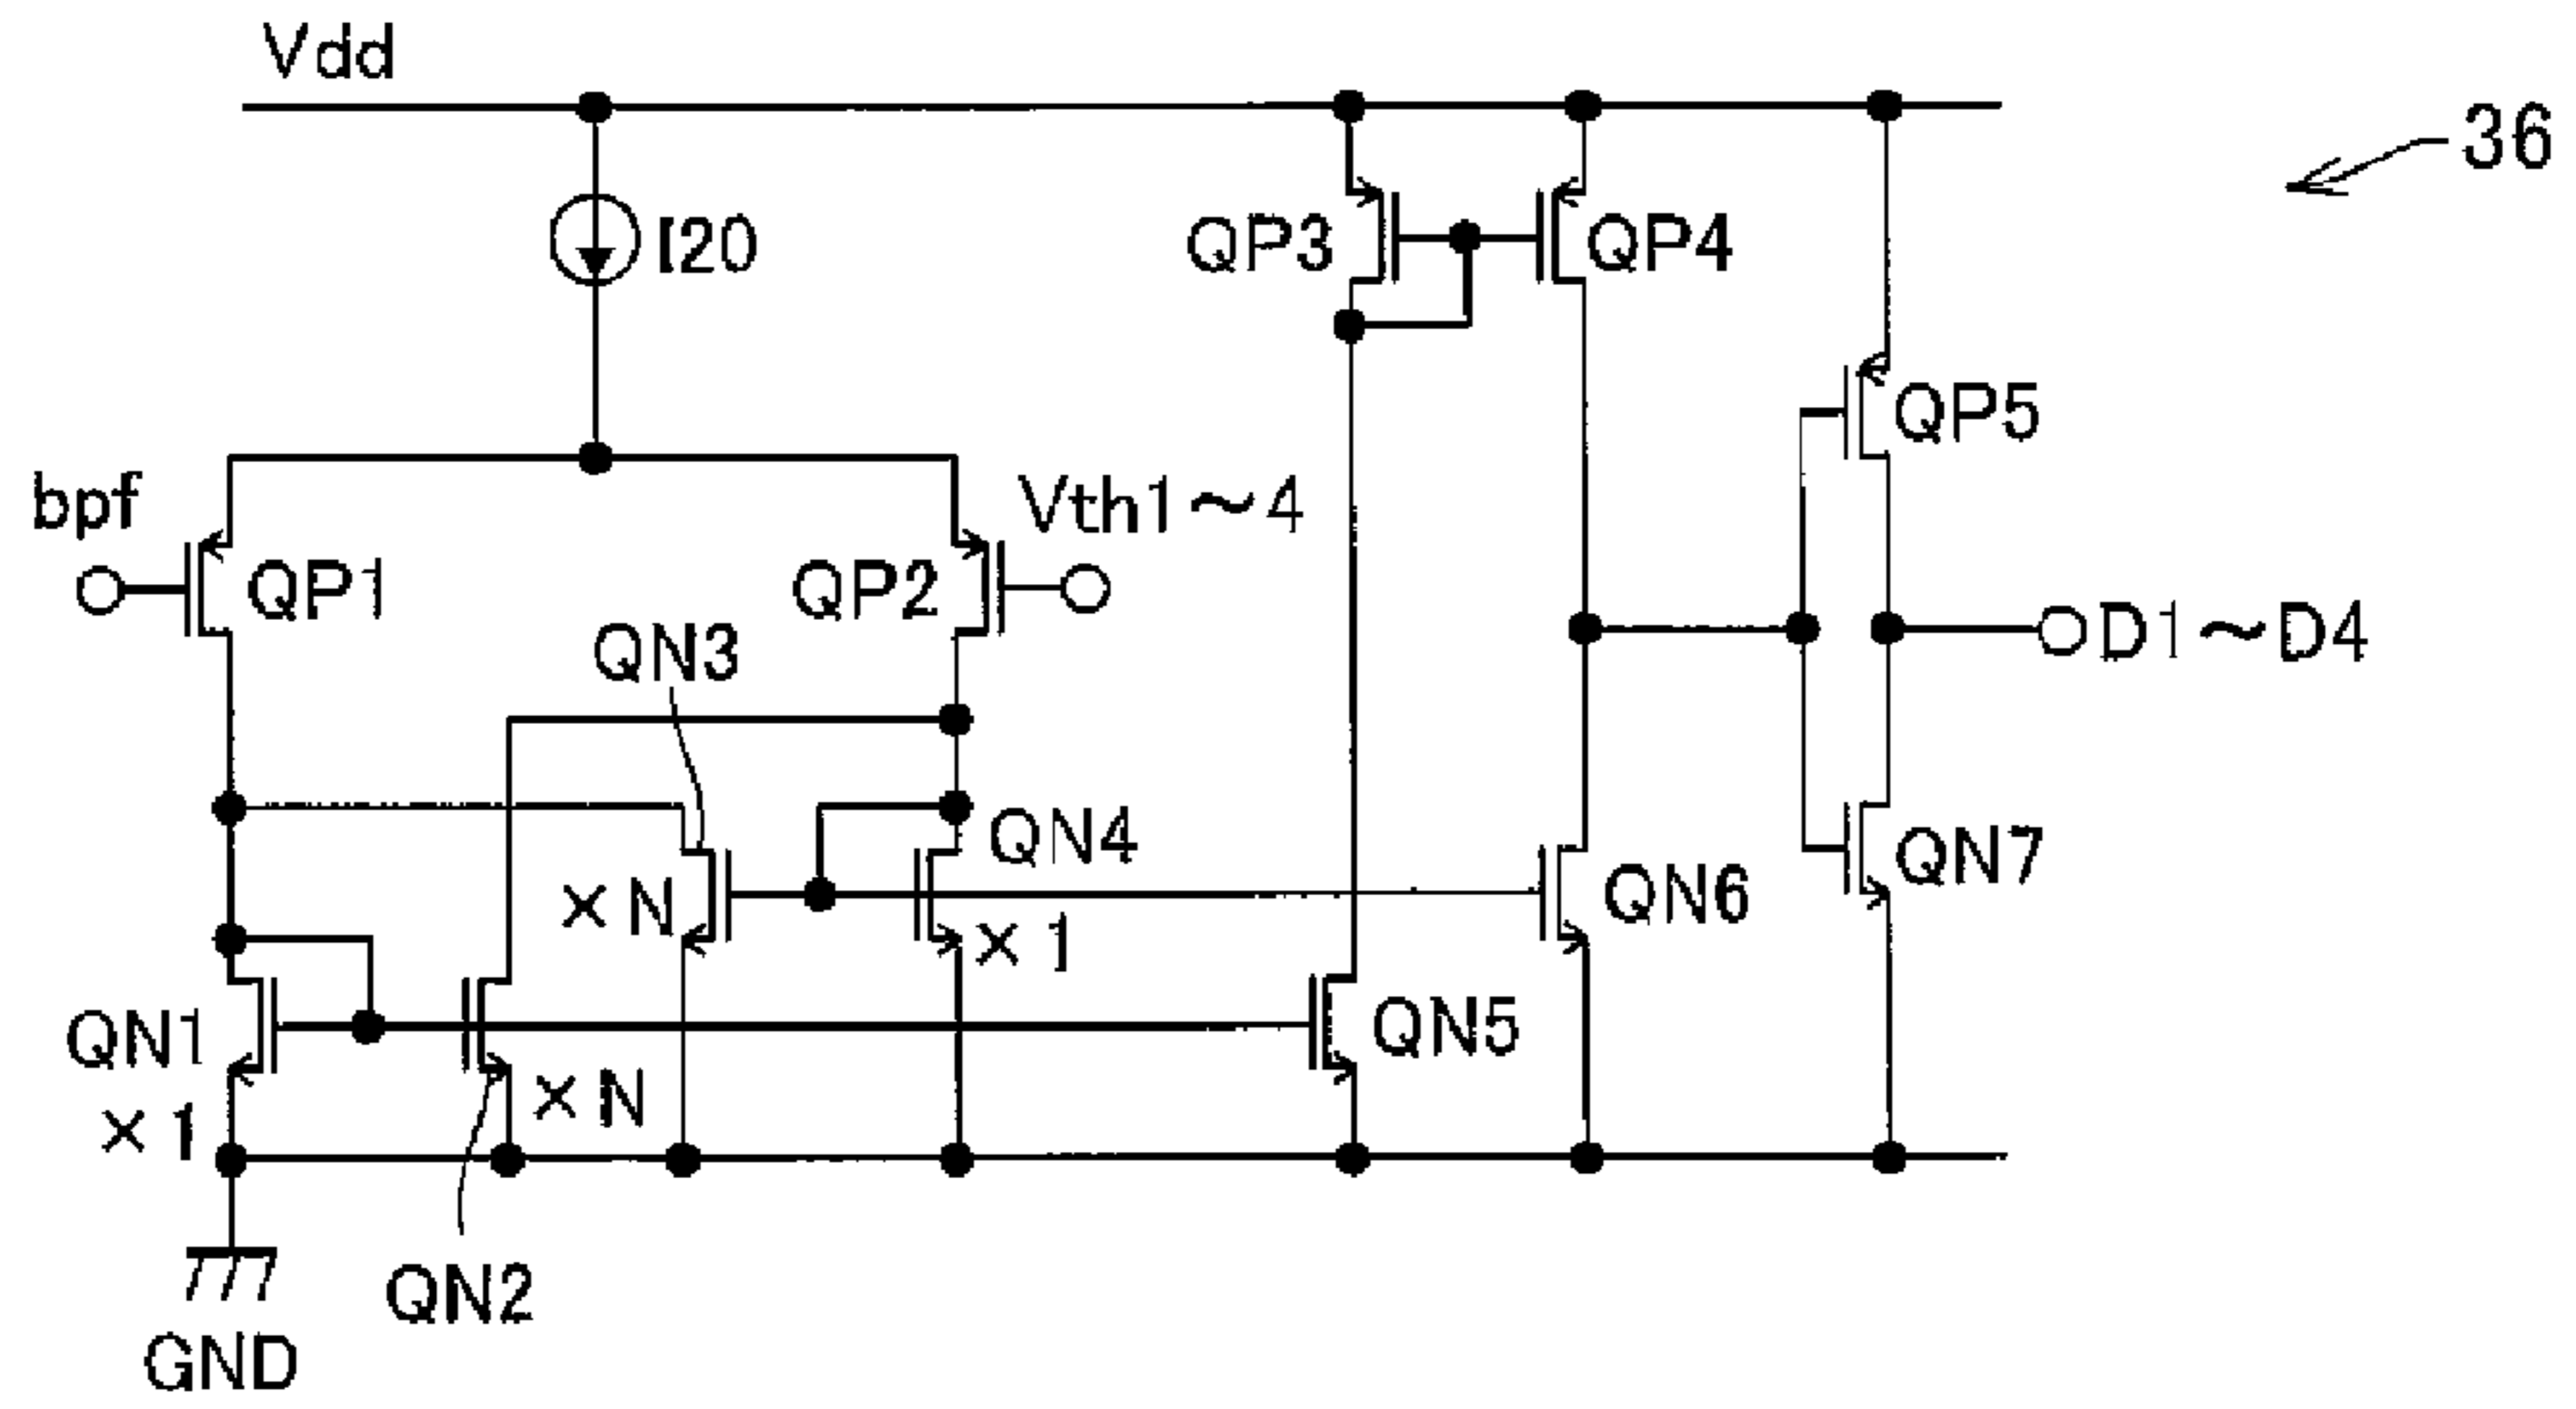 Vdd
36
I20
QP3
QP4
QP5
bpf
Vth1～4
QP1
QP2
QN3
D1～D4
QN4
×N
×1
QN6
QN7
QN1
×1
×N
QN5
QN2
GND